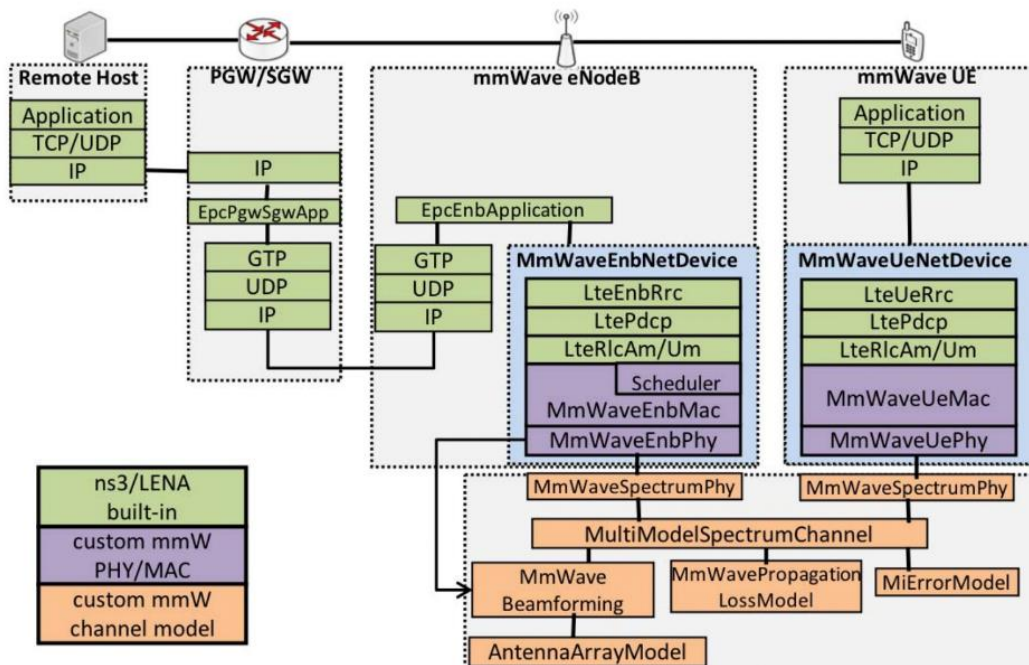 Remote Host
Application
TCP/UDP
IP
PGW/SGW
IP
EpcPgwSgwApp
GTP
UDP
IP
mmWave eNodeB
EpcEnbApplication
GTP
UDP
IP
MmWaveEnbNetDevice
LteEnbRrc
LtePdcp
LteRlcAm/Um
Scheduler
MmWaveEnbMac
MmWaveEnbPhy
mmWave UE
Application
TCP/UDP
IP
MmWaveUeNetDevice
LteUeRrc
LtePdcp
LteRlcAm/Um
MmWaveUeMac
MmWaveUePhy
MmWaveSpectrumPhy
MmWaveSpectrumPhy
MultiModelSpectrumChannel
MmWave
Beamforming
MmWavePropagation
LossModel
MiErrorModel
AntennaArrayModel
ns3/LENA
built-in
custom mmW
PHY/MAC
custom mmW
channel model